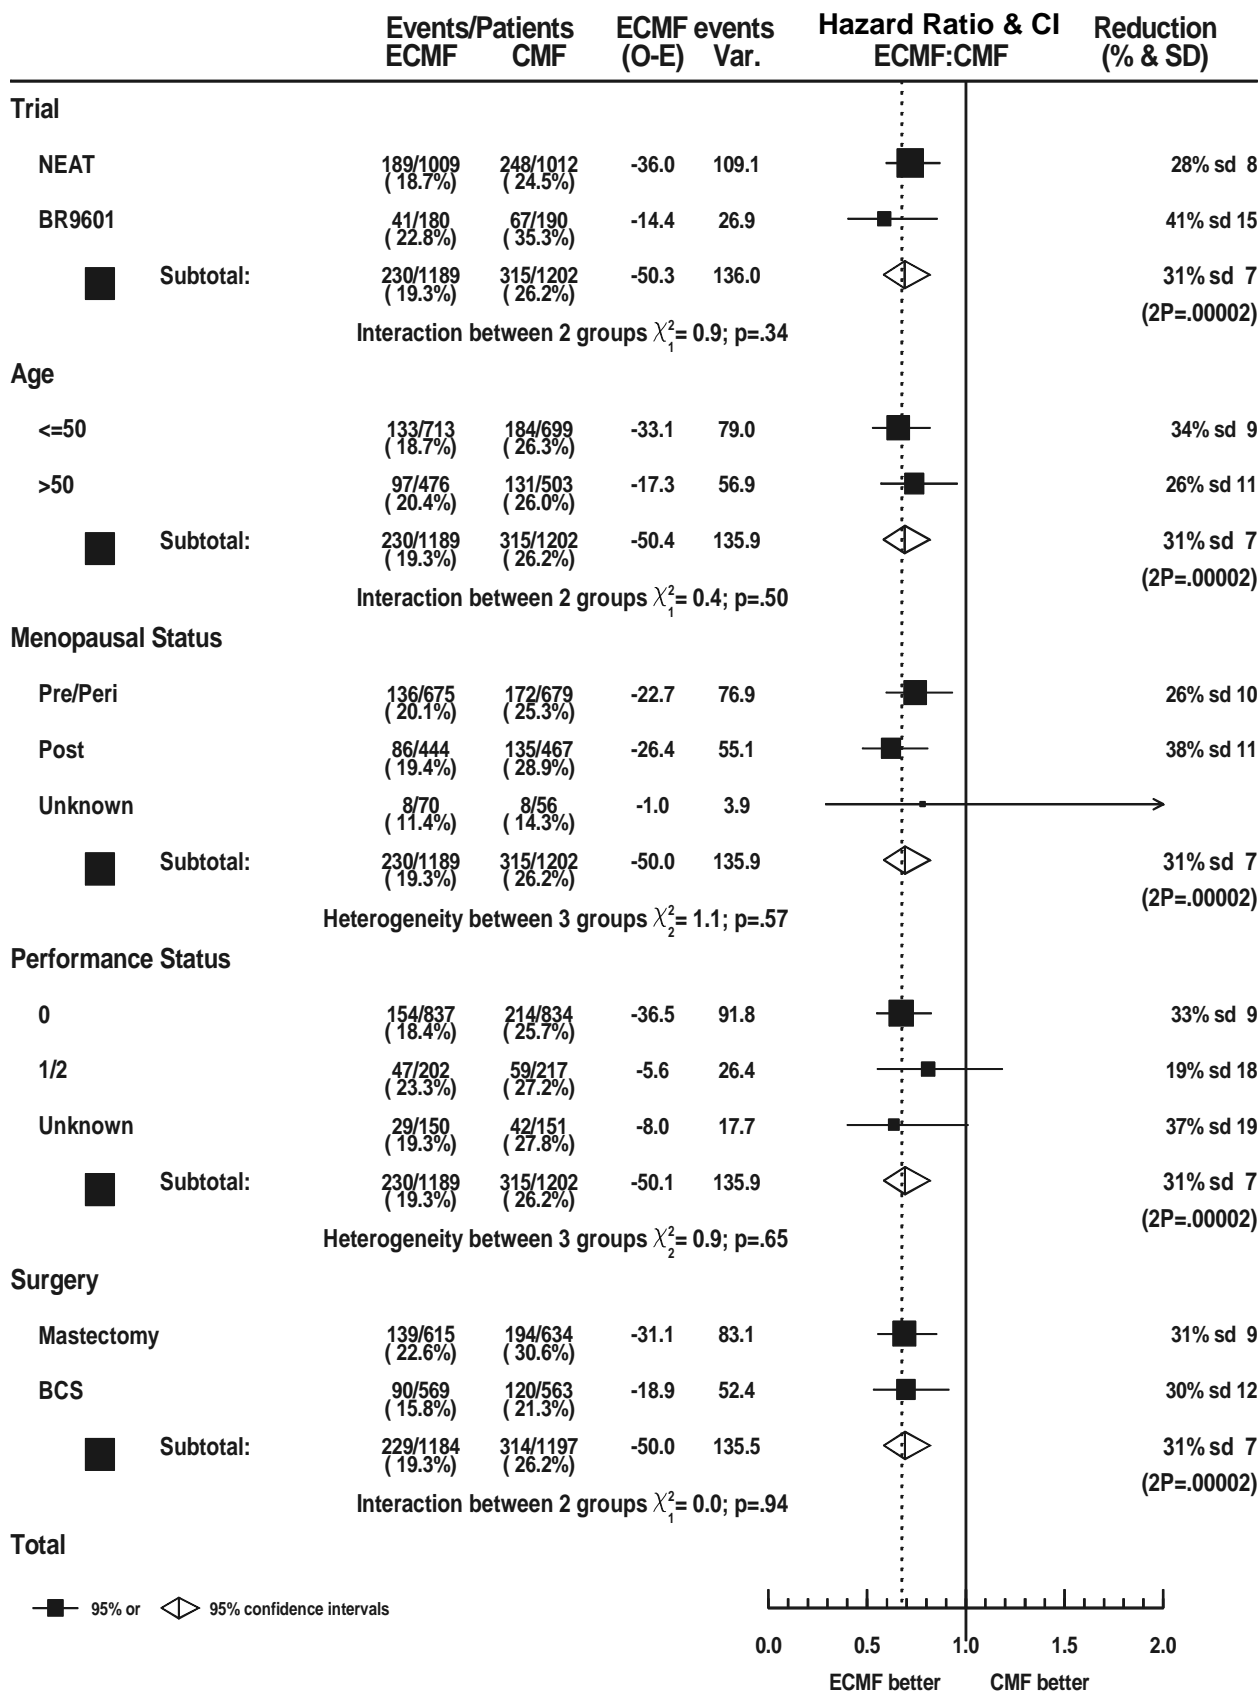 Events/Patients ECMF events Hazard Ratio & CI Reduction
ECMF CMF (O-E) Var. ECMF:CMF (% & SD)
Trial
NEAT 189/1009 248/1012 -36.0 109.1 28% sd 8
( 18.7%) ( 24.5%)
BR9601 41/180 67/190 -14.4 26.9 41% sd 15
( 22.8%) ( 35.3%)
Subtotal: 230/1189 315/1202 -50.3 136.0 31% sd 7
( 19.3%) ( 26.2%)
(2P=.00002)
Interaction between 2 groups χ²₁= 0.9; p=.34
Age
<=50 133/713 184/699 -33.1 79.0 34% sd 9
( 18.7%) ( 26.3%)
>50 97/476 131/503 -17.3 56.9 26% sd 11
( 20.4%) ( 26.0%)
Subtotal: 230/1189 315/1202 -50.4 135.9 31% sd 7
( 19.3%) ( 26.2%)
(2P=.00002)
Interaction between 2 groups χ²₁= 0.4; p=.50
Menopausal Status
Pre/Peri 136/675 172/679 -22.7 76.9 26% sd 10
( 20.1%) ( 25.3%)
Post 86/444 135/467 -26.4 55.1 38% sd 11
( 19.4%) ( 28.9%)
Unknown 8/70 8/56 -1.0 3.9
( 11.4%) ( 14.3%)
Subtotal: 230/1189 315/1202 -50.0 135.9 31% sd 7
( 19.3%) ( 26.2%)
(2P=.00002)
Heterogeneity between 3 groups χ²₂= 1.1; p=.57
Performance Status
0 154/837 214/834 -36.5 91.8 33% sd 9
( 18.4%) ( 25.7%)
1/2 47/202 59/217 -5.6 26.4 19% sd 18
( 23.3%) ( 27.2%)
Unknown 29/150 42/151 -8.0 17.7 37% sd 19
( 19.3%) ( 27.8%)
Subtotal: 230/1189 315/1202 -50.1 135.9 31% sd 7
( 19.3%) ( 26.2%)
(2P=.00002)
Heterogeneity between 3 groups χ²₂= 0.9; p=.65
Surgery
Mastectomy 139/615 194/634 -31.1 83.1 31% sd 9
( 22.6%) ( 30.6%)
BCS 90/569 120/563 -18.9 52.4 30% sd 12
( 15.8%) ( 21.3%)
Subtotal: 229/1184 314/1197 -50.0 135.5 31% sd 7
( 19.3%) ( 26.2%)
(2P=.00002)
Interaction between 2 groups χ²₁= 0.0; p=.94
Total
95% or 95% confidence intervals
0.0 0.5 1.0 1.5 2.0
ECMF better CMF better